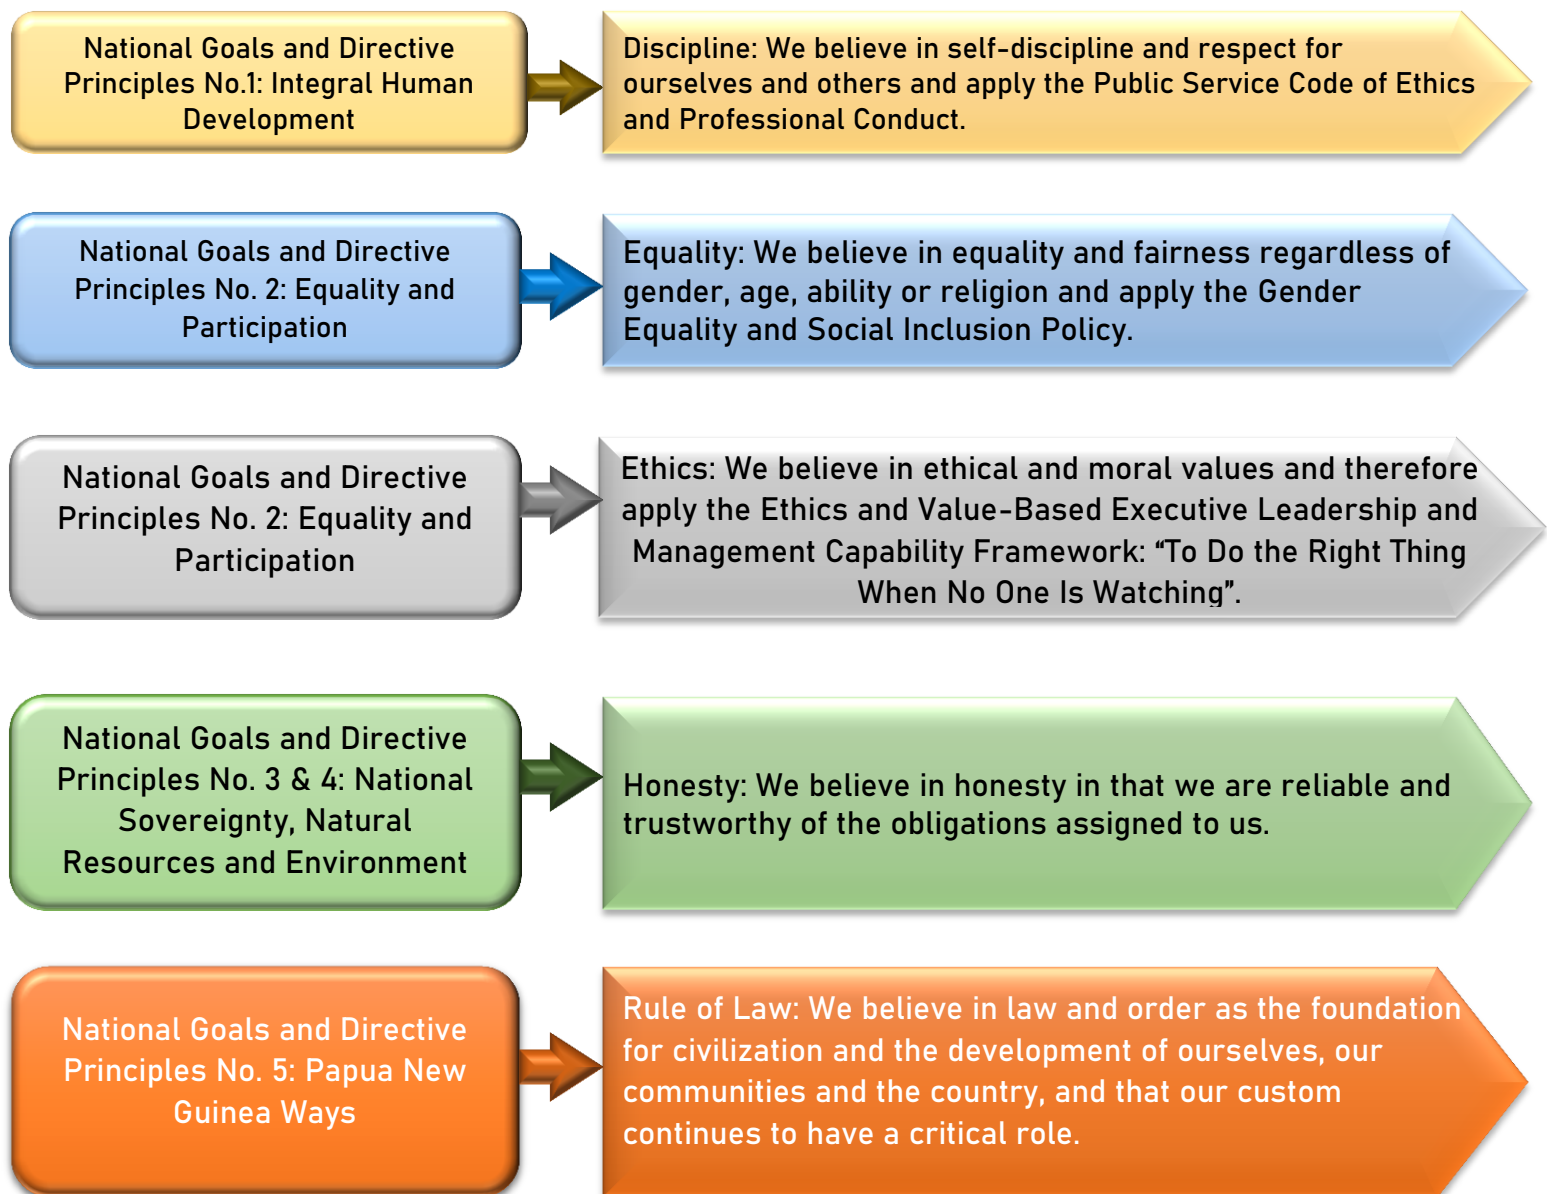 National Goals and Directive
Principles No.1: Integral Human
Development
Discipline: We believe in self-discipline and respect for
ourselves and others and apply the Public Service Code of Ethics
and Professional Conduct.
National Goals and Directive
Principles No. 2: Equality and
Participation
Equality: We believe in equality and fairness regardless of
gender, age, ability or religion and apply the Gender
Equality and Social Inclusion Policy.
National Goals and Directive
Principles No. 2: Equality and
Participation
Ethics: We believe in ethical and moral values and therefore
apply the Ethics and Value-Based Executive Leadership and
Management Capability Framework: “To Do the Right Thing
When No One Is Watching”.
National Goals and Directive
Principles No. 3 & 4: National
Sovereignty, Natural
Resources and Environment
Honesty: We believe in honesty in that we are reliable and
trustworthy of the obligations assigned to us.
National Goals and Directive
Principles No. 5: Papua New
Guinea Ways
Rule of Law: We believe in law and order as the foundation
for civilization and the development of ourselves, our
communities and the country, and that our custom
continues to have a critical role.